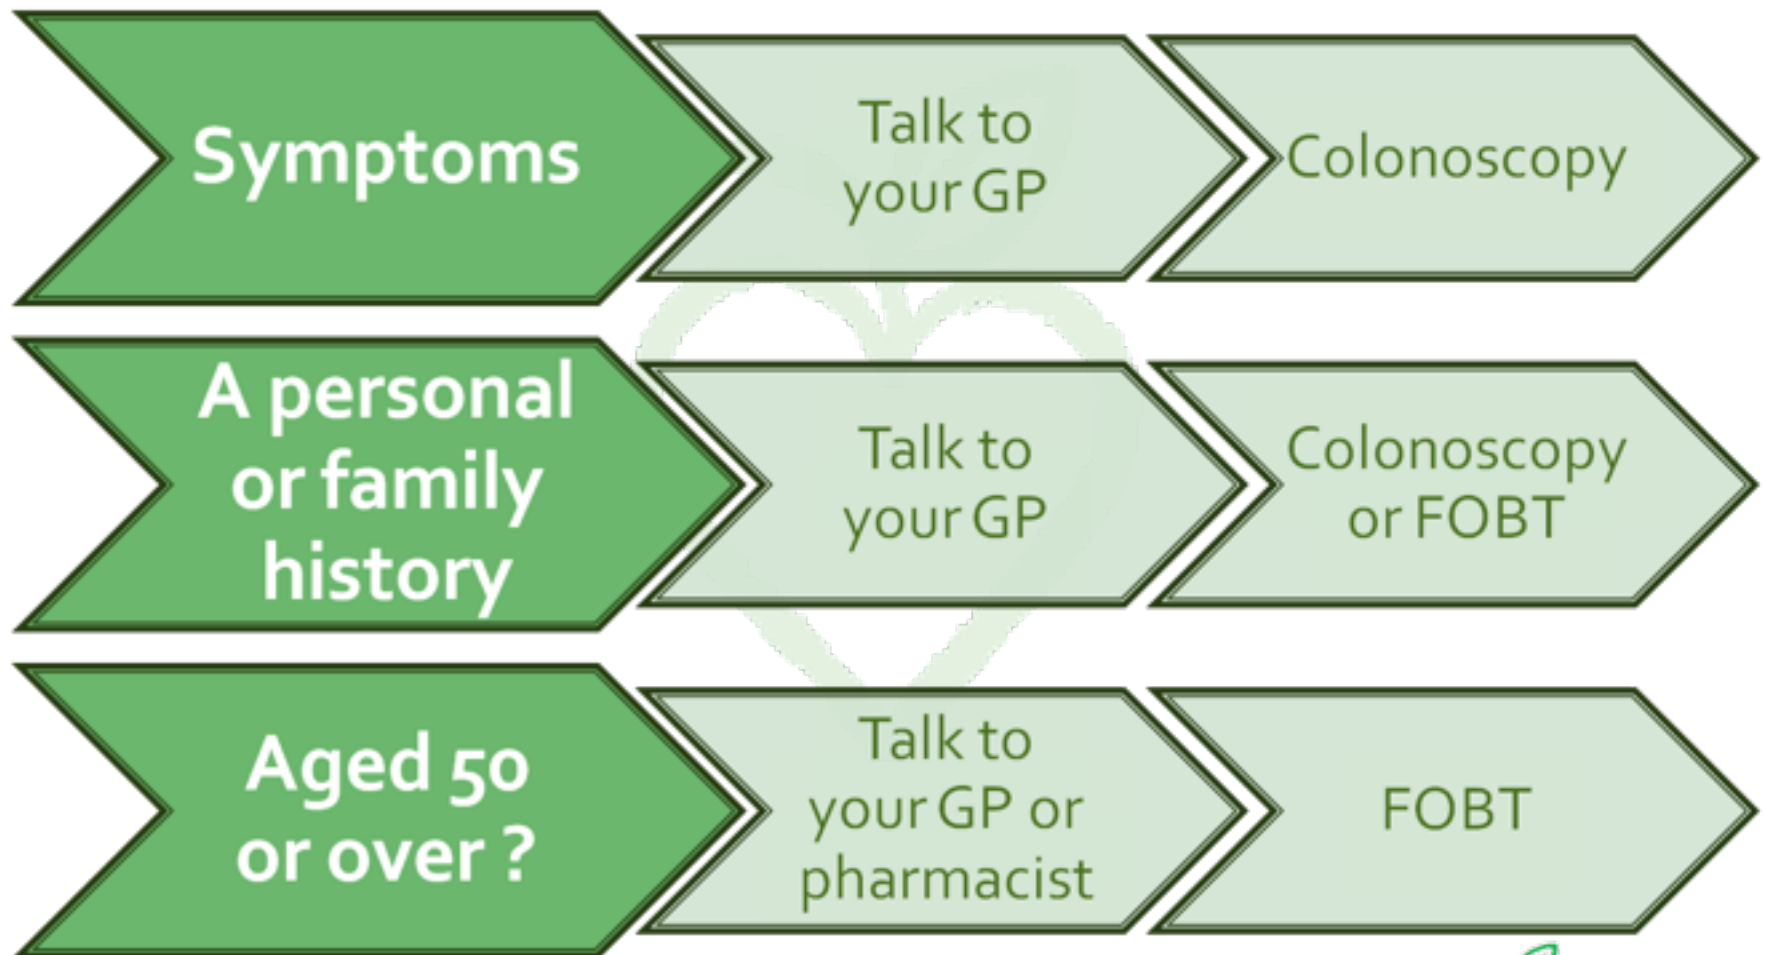 Symptoms
Talk to
your GP
Colonoscopy
A personal
or family
history
Talk to
your GP
Colonoscopy
or FOBT
Aged 50
or over ?
Talk to
your GP or
pharmacist
FOBT